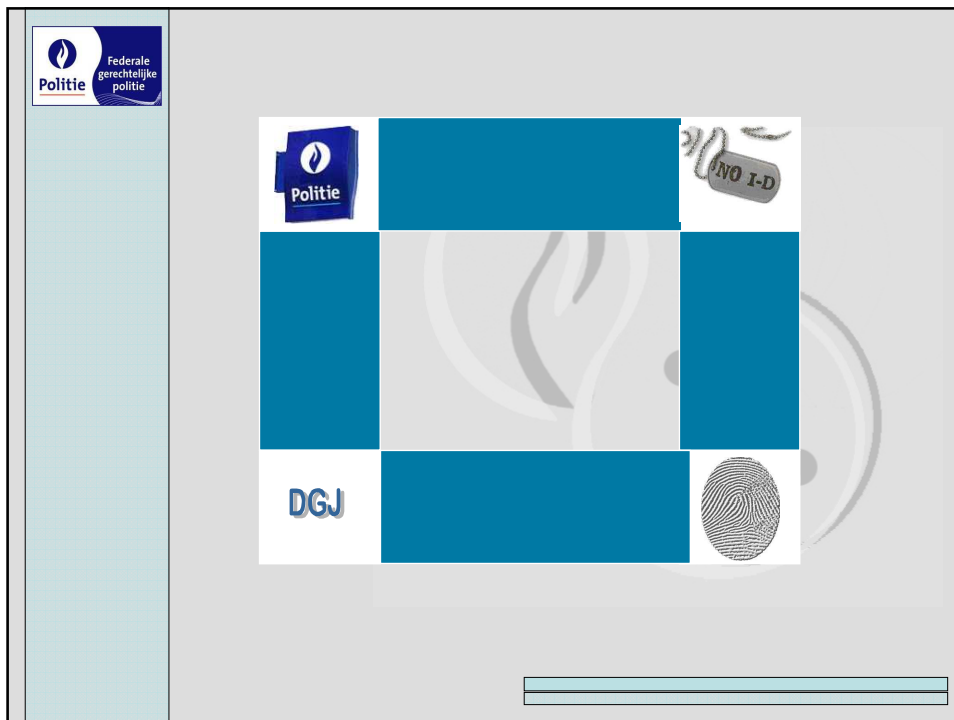 Politie
Federale
gerechtelijke
politie
Politie
NO I-D
DGJ